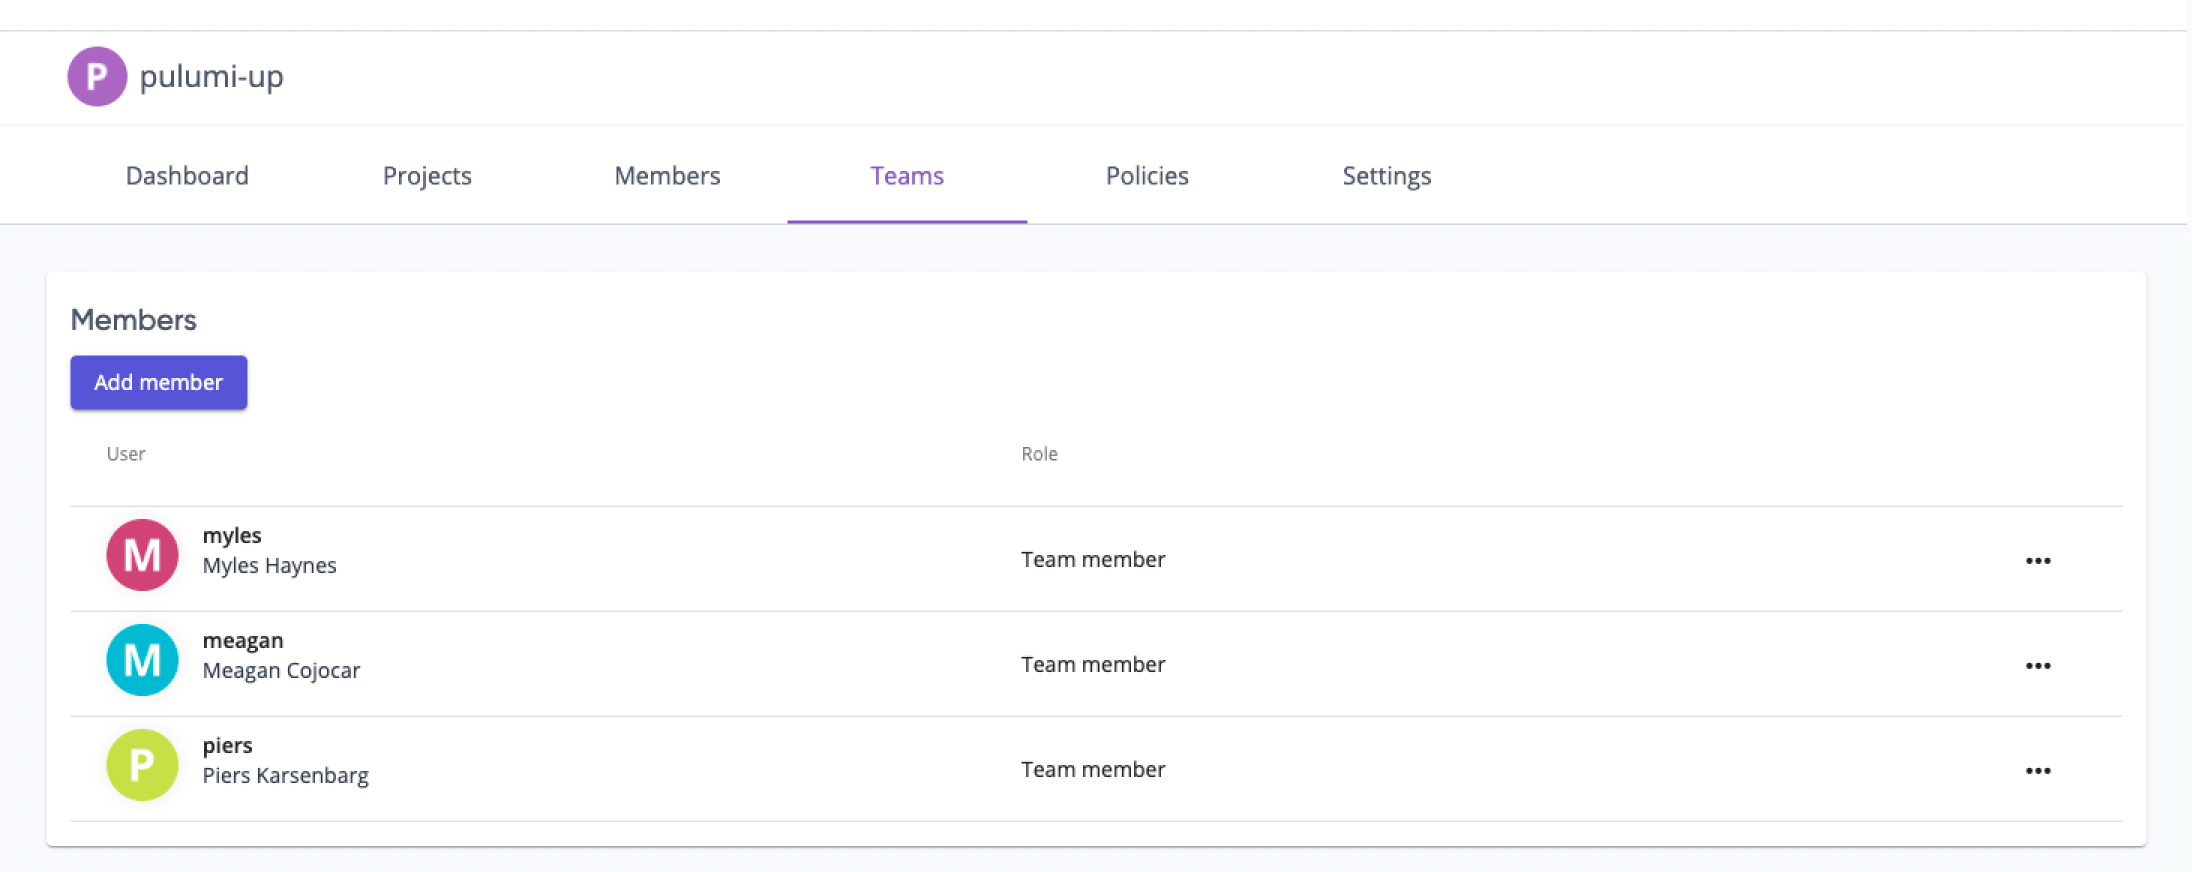 P pulumi-up
Dashboard Projects Members Teams Policies Settings
Members
Add member
User Role
M myles
Myles Haynes
Team member
M meagan
Meagan Cojocar
Team member
P piers
Piers Karsenbarg
Team member